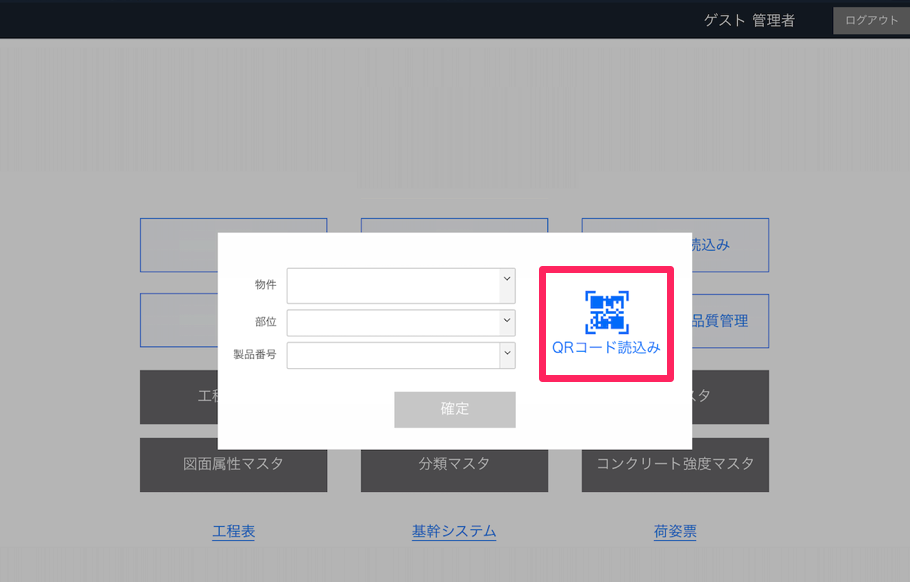 ゲスト 管理者
ログアウト
読込み
物件
部位
品質管理
製品番号
QRコード読込み
工程
スタ
確定
図面属性マスタ
分類マスタ
コンクリート強度マスタ
工程表
基幹システム
荷姿票